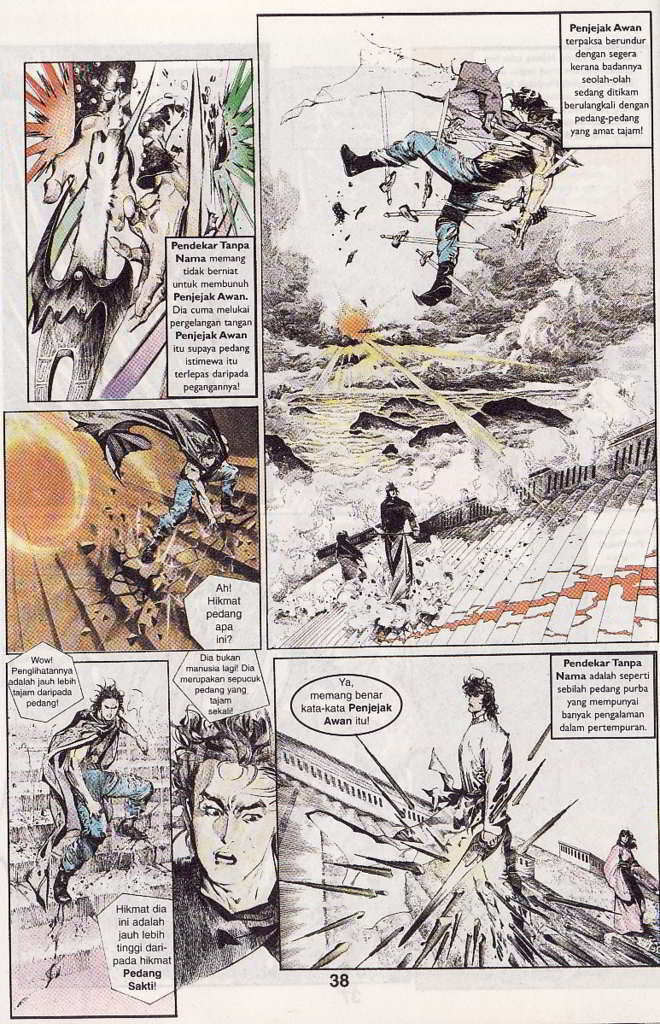 Penjejak Awan
terpaksa berundur
dengan segera
kerana badannya
seolah-olah
sedang ditikam
berulangkali dengan
pedang-pedang
yang amat tajam!
Pendekar Tanpa
Nama memang
tidak berniat
untuk membunuh
Penjejak Awan.
Dia cuma melukai
pergelangan tangan
Penjejak Awan
itu supaya pedang
istimewa itu
terlepas daripada
pegangannya!
Ah!
Hikmat
pedang
apa
ini?
Wow!
Penglihatannya
adalah jauh lebih
tajam daripada
pedang!
Hikmat dia
ini adalah
jauh lebih
tinggi dari-
pada hikmat
Pedang
Sakti!
Dia bukan
manusia lagi! Dia
merupakan sepucuk
pedang yang
tajam
sekali!
Ya,
memang benar
kata-kata Penjejak
Awan itu!
Pendekar Tanpa
Nama adalah seperti
sebilah pedang purba
yang mempunyai
banyak pengalaman
dalam pertempuran.
38